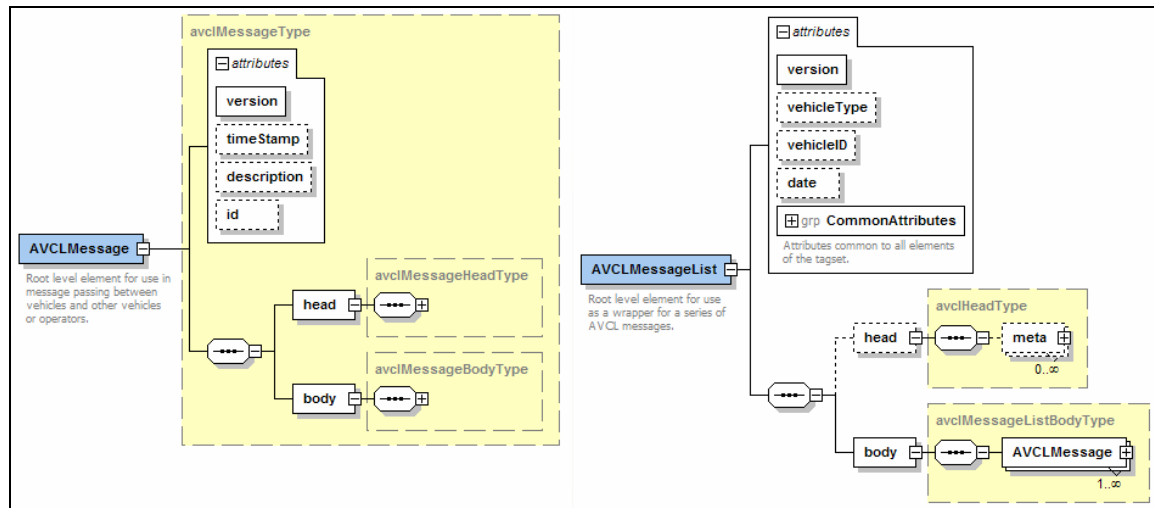 avclMessageType
attributes
version
timeStamp
description
id
AVCLMessage
Root level element for use in
message passing between
vehicles and other vehicles
or operators.
avclMessageHeadType
head
avclMessageBodyType
body
attributes
version
vehicleType
vehicleID
date
grp CommonAttributes
Attributes common to all elements
of the tagset.
AVCLMessageList
Root level element for use
as a wrapper for a series of
AVCL messages.
avclHeadType
head
meta
0..∞
avclMessageListBodyType
body
AVCLMessage
1..∞